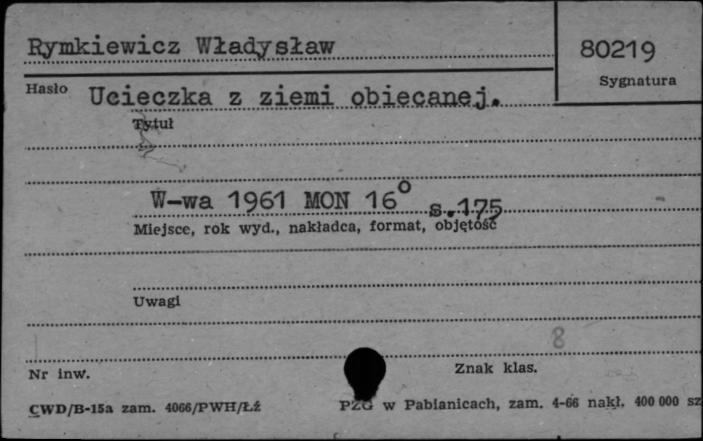 Rymkiewicz Władysław
80219
Sygnatura
Hasło
Ucieczka z ziemi obiecanej.
Tytuł
W-wa 1961 MON 16° s.175
Miejsce, rok wyd., nakładca, format, objętość
Uwagi
8
Nr inw.
Znak klas.
CWD/B-15a zam. 4066/PWH/Łź
PZG w Pabianicach, zam. 4-66 nakł. 400 000 sz